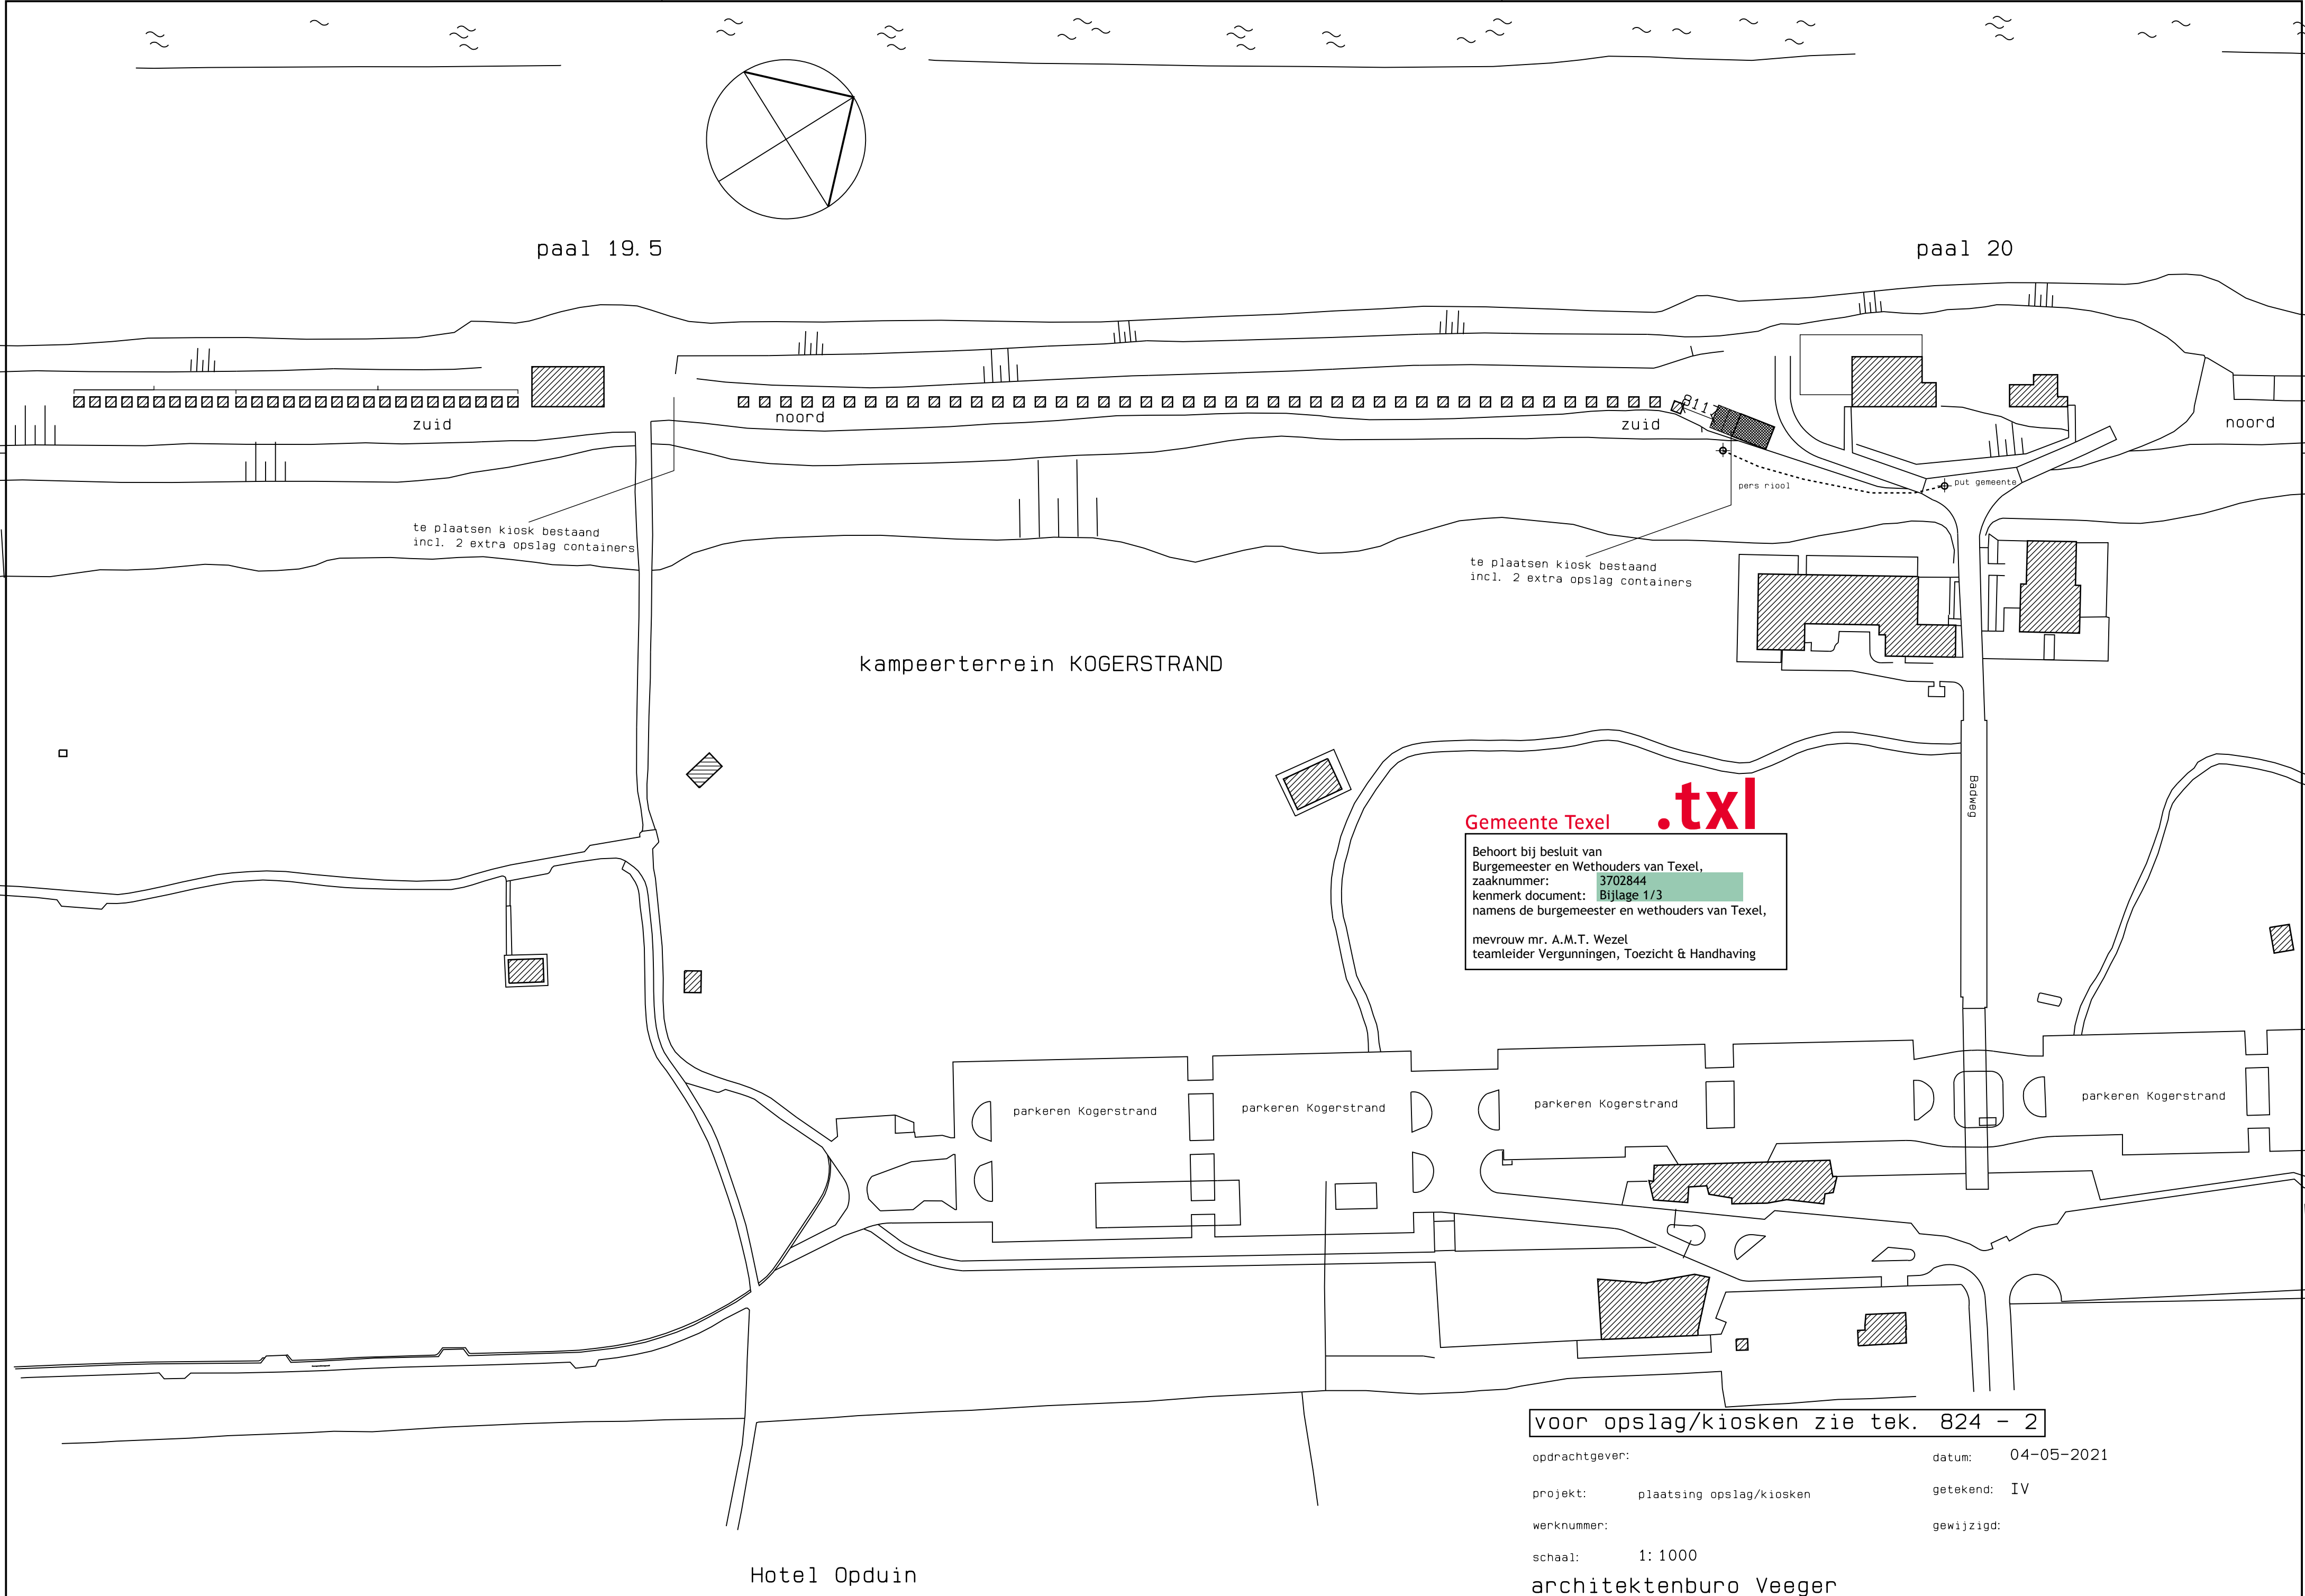 paal 19.5
paal 20
zuid
noord
zuid
noord
811
pers riool
put gemeente
te plaatsen kiosk bestaand
incl. 2 extra opslag containers
te plaatsen kiosk bestaand
incl. 2 extra opslag containers
kampeerterrein KOGERSTRAND
Badweg
Gemeente Texel
.txl
Behoort bij besluit van
Burgemeester en Wethouders van Texel,
zaaknummer: 3702844
kenmerk document: Bijlage 1/3
namens de burgemeester en wethouders van Texel,
mevrouw mr. A.M.T. Wezel
teamleider Vergunningen, Toezicht & Handhaving
parkeren Kogerstrand
parkeren Kogerstrand
parkeren Kogerstrand
parkeren Kogerstrand
voor opslag/kiosken zie tek. 824 - 2
opdrachtgever:
datum: 04-05-2021
projekt: plaatsing opslag/kiosken
getekend: IV
werknummer:
gewijzigd:
schaal: 1:1000
Hotel Opduin
architektenburo Veeger